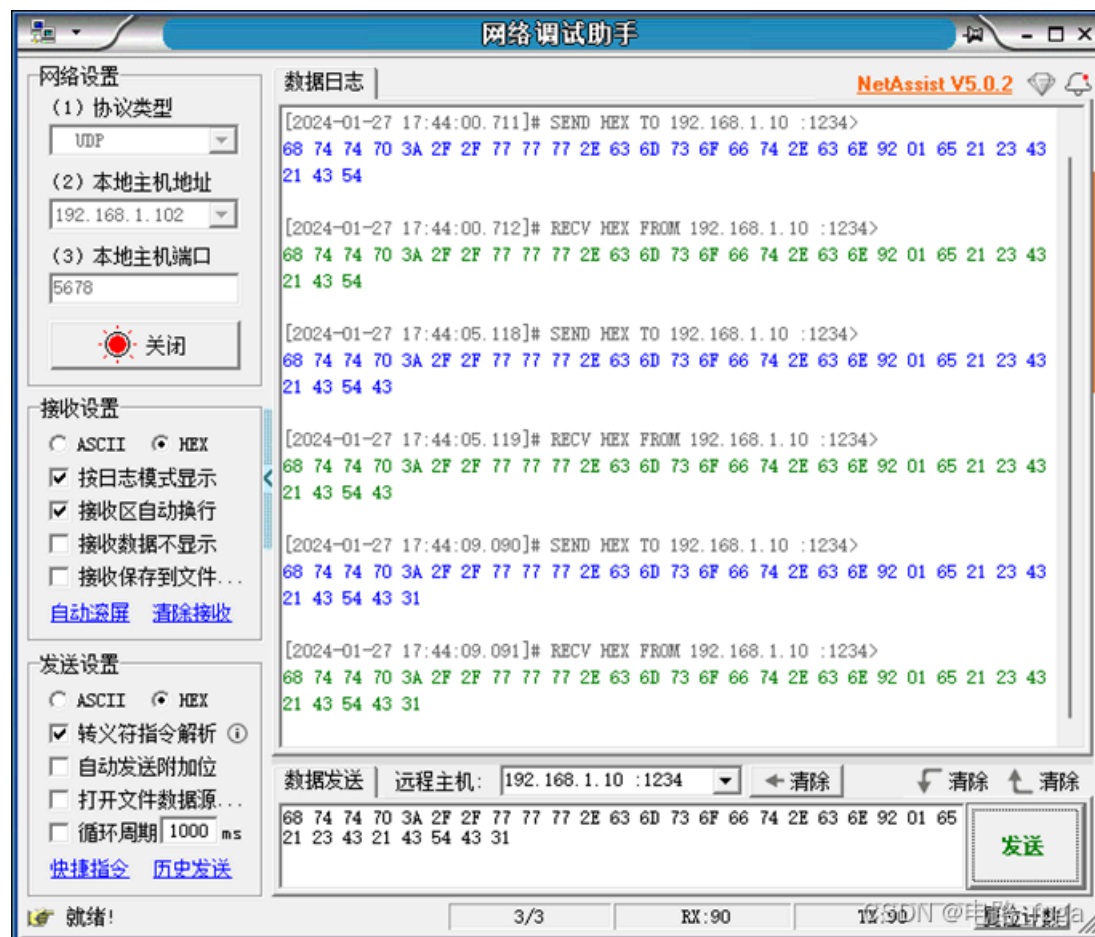 网络调试助手
网络设置
(1) 协议类型
UDP
(2) 本地主机地址
192.168.1.102
(3) 本地主机端口
5678
关闭
接收设置
ASCII HEX
按日志模式显示
接收区自动换行
接收数据不显示
接收保存到文件...
自动滚屏 清除接收
发送设置
ASCII HEX
转义符指令解析
自动发送附加位
打开文件数据源...
循环周期 1000 ms
快捷指令 历史发送
数据日志
NetAssist V5.0.2
[2024-01-27 17:44:00.711]# SEND HEX TO 192.168.1.10 :1234>
68 74 74 70 3A 2F 2F 77 77 77 2E 63 6D 73 6F 66 74 2E 63 6E 92 01 65 21 23 43
21 43 54
[2024-01-27 17:44:00.712]# RECV HEX FROM 192.168.1.10 :1234>
68 74 74 70 3A 2F 2F 77 77 77 2E 63 6D 73 6F 66 74 2E 63 6E 92 01 65 21 23 43
21 43 54
[2024-01-27 17:44:05.118]# SEND HEX TO 192.168.1.10 :1234>
68 74 74 70 3A 2F 2F 77 77 77 2E 63 6D 73 6F 66 74 2E 63 6E 92 01 65 21 23 43
21 43 54 43
[2024-01-27 17:44:05.119]# RECV HEX FROM 192.168.1.10 :1234>
68 74 74 70 3A 2F 2F 77 77 77 2E 63 6D 73 6F 66 74 2E 63 6E 92 01 65 21 23 43
21 43 54 43
[2024-01-27 17:44:09.090]# SEND HEX TO 192.168.1.10 :1234>
68 74 74 70 3A 2F 2F 77 77 77 2E 63 6D 73 6F 66 74 2E 63 6E 92 01 65 21 23 43
21 43 54 43 31
[2024-01-27 17:44:09.091]# RECV HEX FROM 192.168.1.10 :1234>
68 74 74 70 3A 2F 2F 77 77 77 2E 63 6D 73 6F 66 74 2E 63 6E 92 01 65 21 23 43
21 43 54 43 31
数据发送 远程主机: 192.168.1.10 :1234 清除 清除 清除
68 74 74 70 3A 2F 2F 77 77 77 2E 63 6D 73 6F 66 74 2E 63 6E 92 01 65
21 23 43 21 43 54 43 31
发送
就绪! 3/3 RX:90 TX:90 复位计数
CSDN